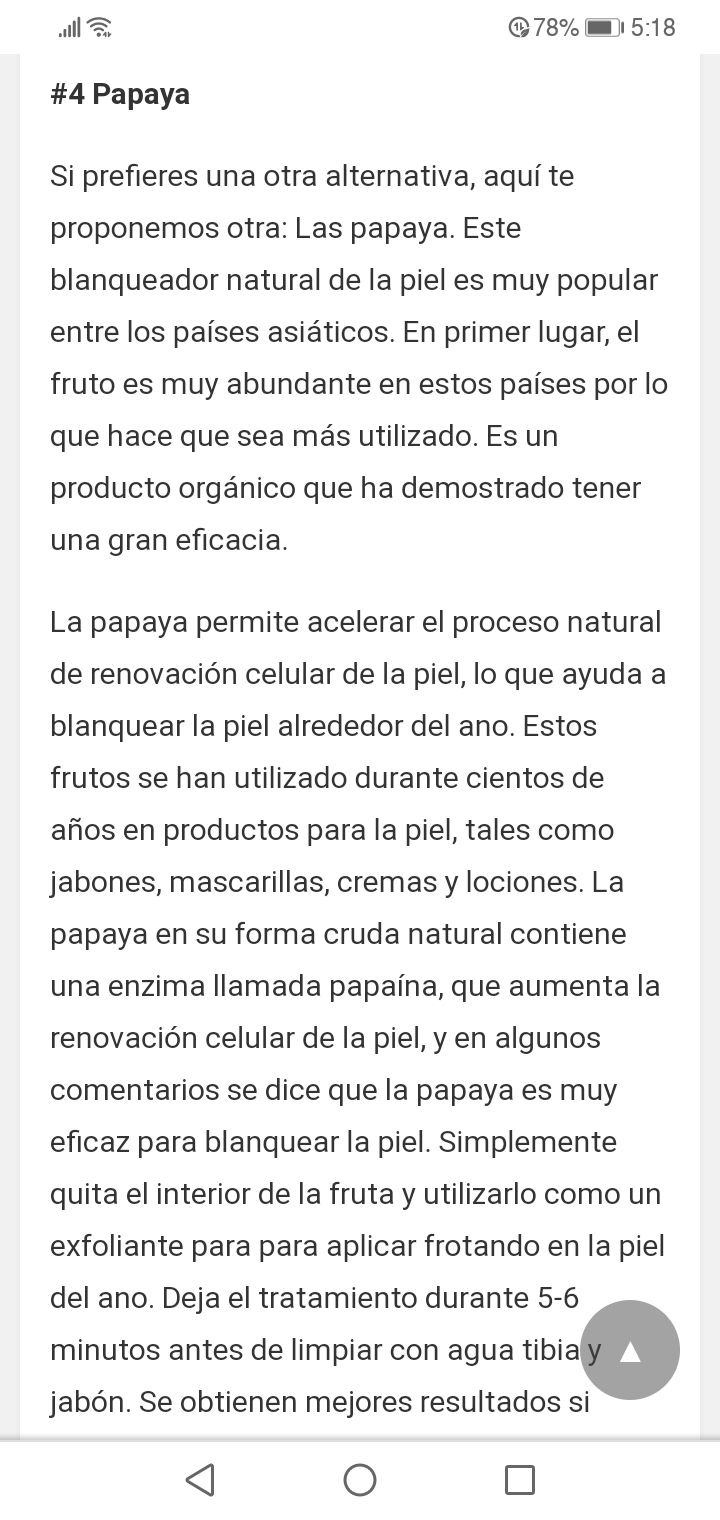 78% 5:18
#4 Papaya
Si prefieres una otra alternativa, aquí te
proponemos otra: Las papaya. Este
blanqueador natural de la piel es muy popular
entre los países asiáticos. En primer lugar, el
fruto es muy abundante en estos países por lo
que hace que sea más utilizado. Es un
producto orgánico que ha demostrado tener
una gran eficacia.
La papaya permite acelerar el proceso natural
de renovación celular de la piel, lo que ayuda a
blanquear la piel alrededor del ano. Estos
frutos se han utilizado durante cientos de
años en productos para la piel, tales como
jabones, mascarillas, cremas y lociones. La
papaya en su forma cruda natural contiene
una enzima llamada papaína, que aumenta la
renovación celular de la piel, y en algunos
comentarios se dice que la papaya es muy
eficaz para blanquear la piel. Simplemente
quita el interior de la fruta y utilizarlo como un
exfoliante para para aplicar frotando en la piel
del ano. Deja el tratamiento durante 5-6
minutos antes de limpiar con agua tibia y
jabón. Se obtienen mejores resultados si